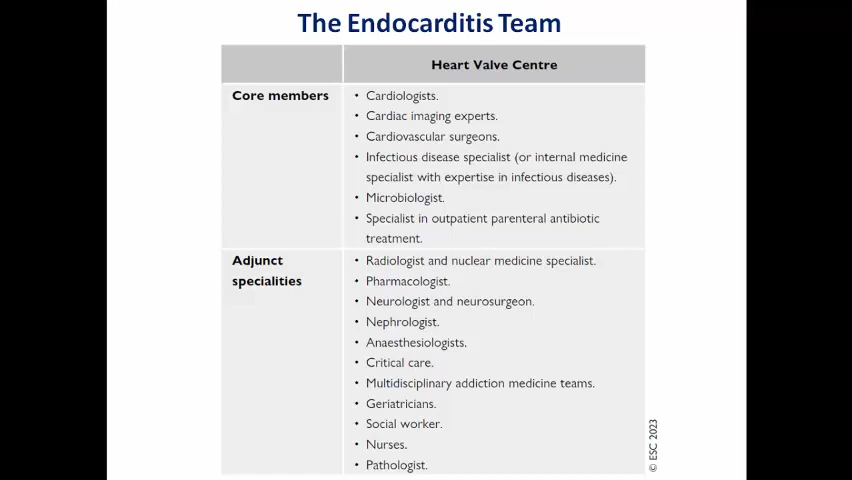 The Endocarditis Team
Heart Valve Centre
Core members
• Cardiologists.
• Cardiac imaging experts.
• Cardiovascular surgeons.
• Infectious disease specialist (or internal medicine
specialist with expertise in infectious diseases).
• Microbiologist.
• Specialist in outpatient parenteral antibiotic
treatment.
Adjunct
specialities
• Radiologist and nuclear medicine specialist.
• Pharmacologist.
• Neurologist and neurosurgeon.
• Nephrologist.
• Anaesthesiologists.
• Critical care.
• Multidisciplinary addiction medicine teams.
• Geriatricians.
• Social worker.
• Nurses.
• Pathologist.
© ESC 2023